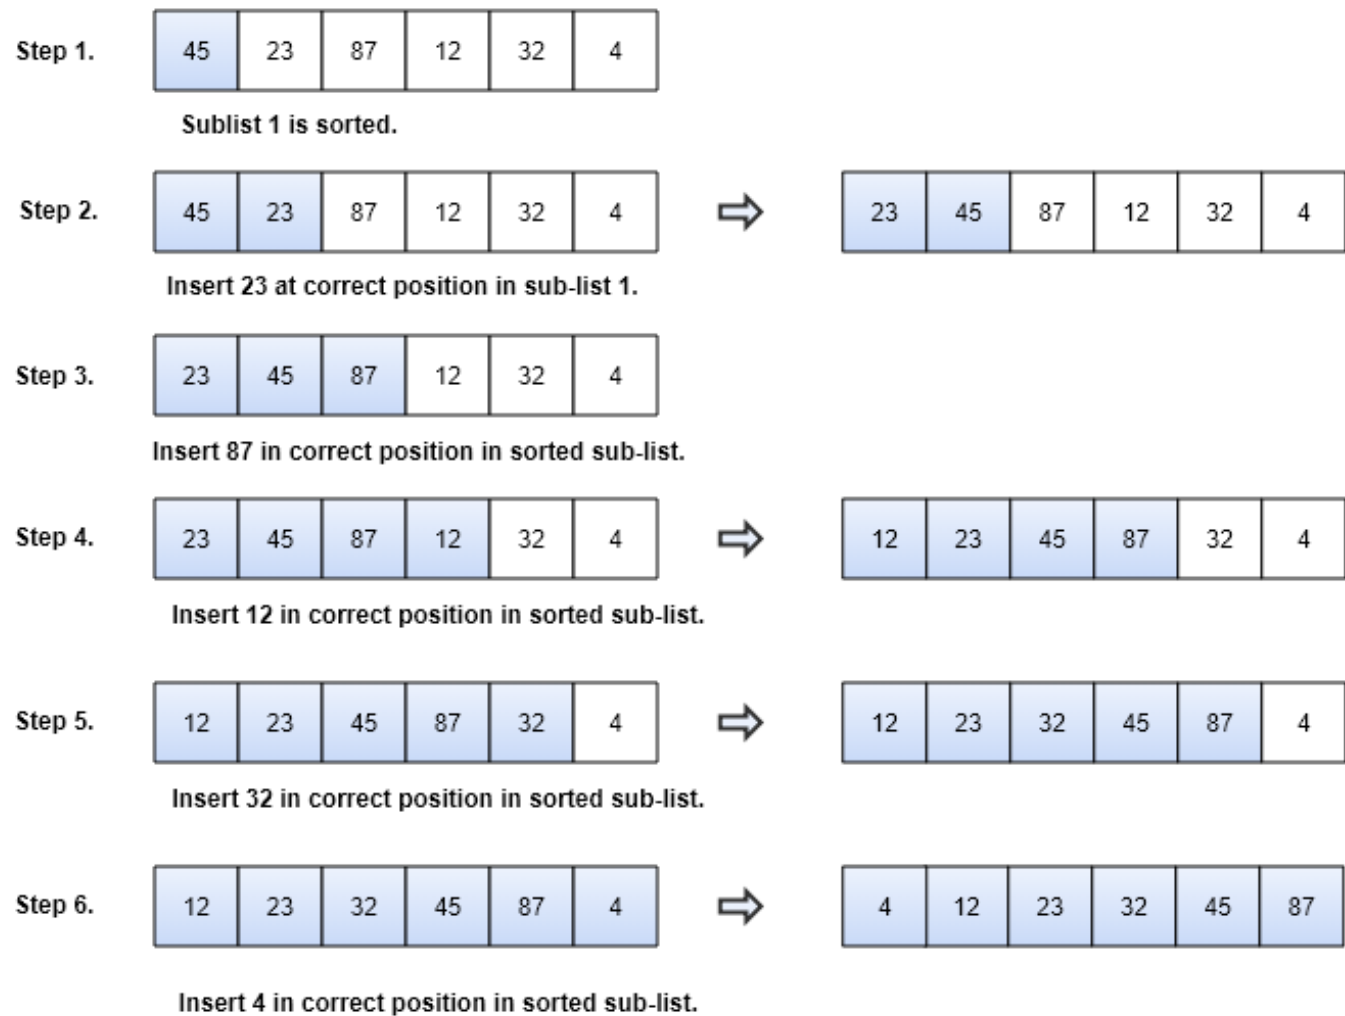 Step 1. 45 23 87 12 32 4
Sublist 1 is sorted.
Step 2. 45 23 87 12 32 4 23 45 87 12 32 4
Insert 23 at correct position in sub-list 1.
Step 3. 23 45 87 12 32 4
Insert 87 in correct position in sorted sub-list.
Step 4. 23 45 87 12 32 4 12 23 45 87 32 4
Insert 12 in correct position in sorted sub-list.
Step 5. 12 23 45 87 32 4 12 23 32 45 87 4
Insert 32 in correct position in sorted sub-list.
Step 6. 12 23 32 45 87 4 4 12 23 32 45 87
Insert 4 in correct position in sorted sub-list.